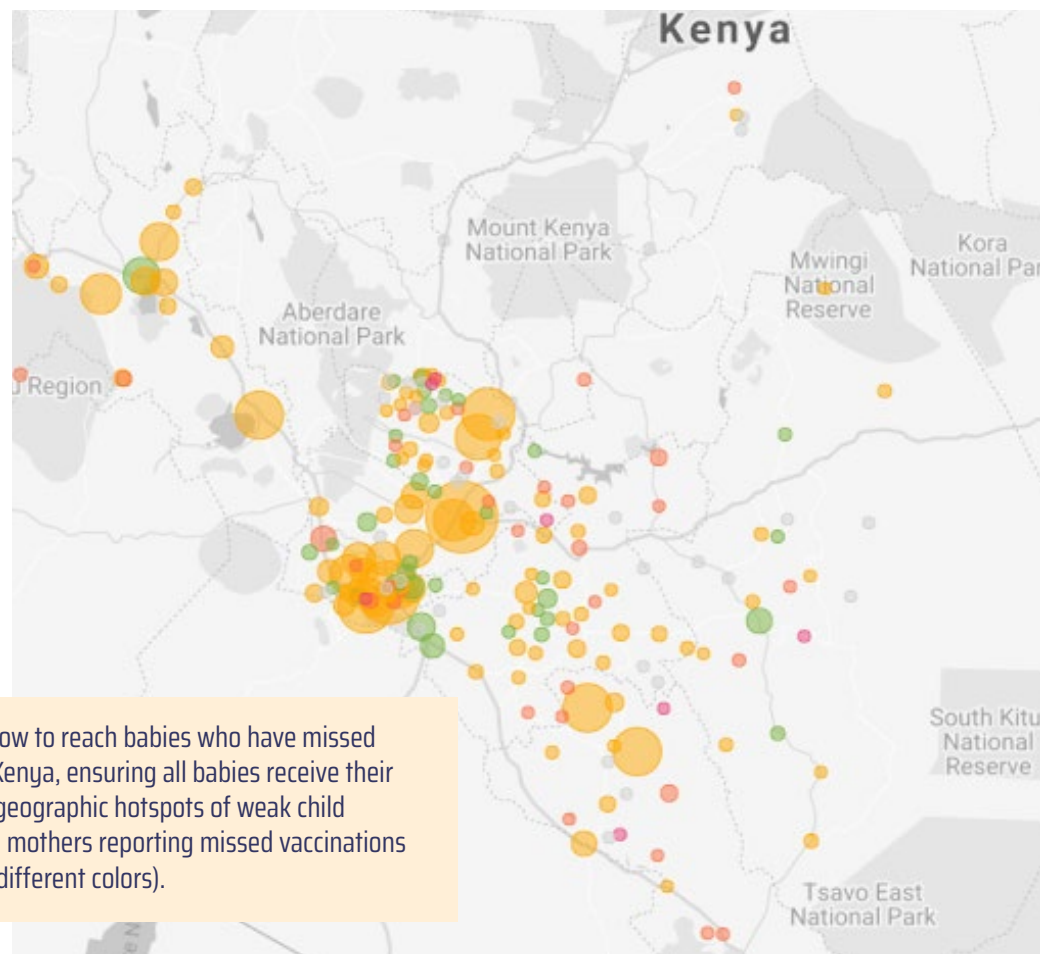 Kenya
Mount Kenya
National Park
Kora
National Par
Mwingi
National
Reserve
Aberdare
National Park
Region
ow to reach babies who have missed
Kenya, ensuring all babies receive their
geographic hotspots of weak child
mothers reporting missed vaccinations
different colors).
South Kitu
National
Reserve
Tsavo East
National Park